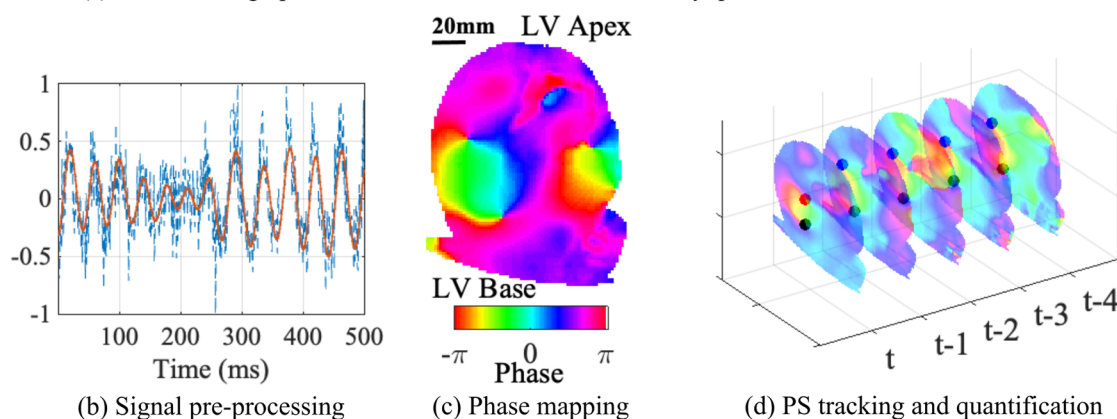 20mm LV Apex
1
0.5
0
-0.5
-1
100 200 300 400 500
Time (ms)
LV Base
-π 0 π
Phase
t t-1 t-2 t-3 t-4
(b) Signal pre-processing (c) Phase mapping (d) PS tracking and quantification